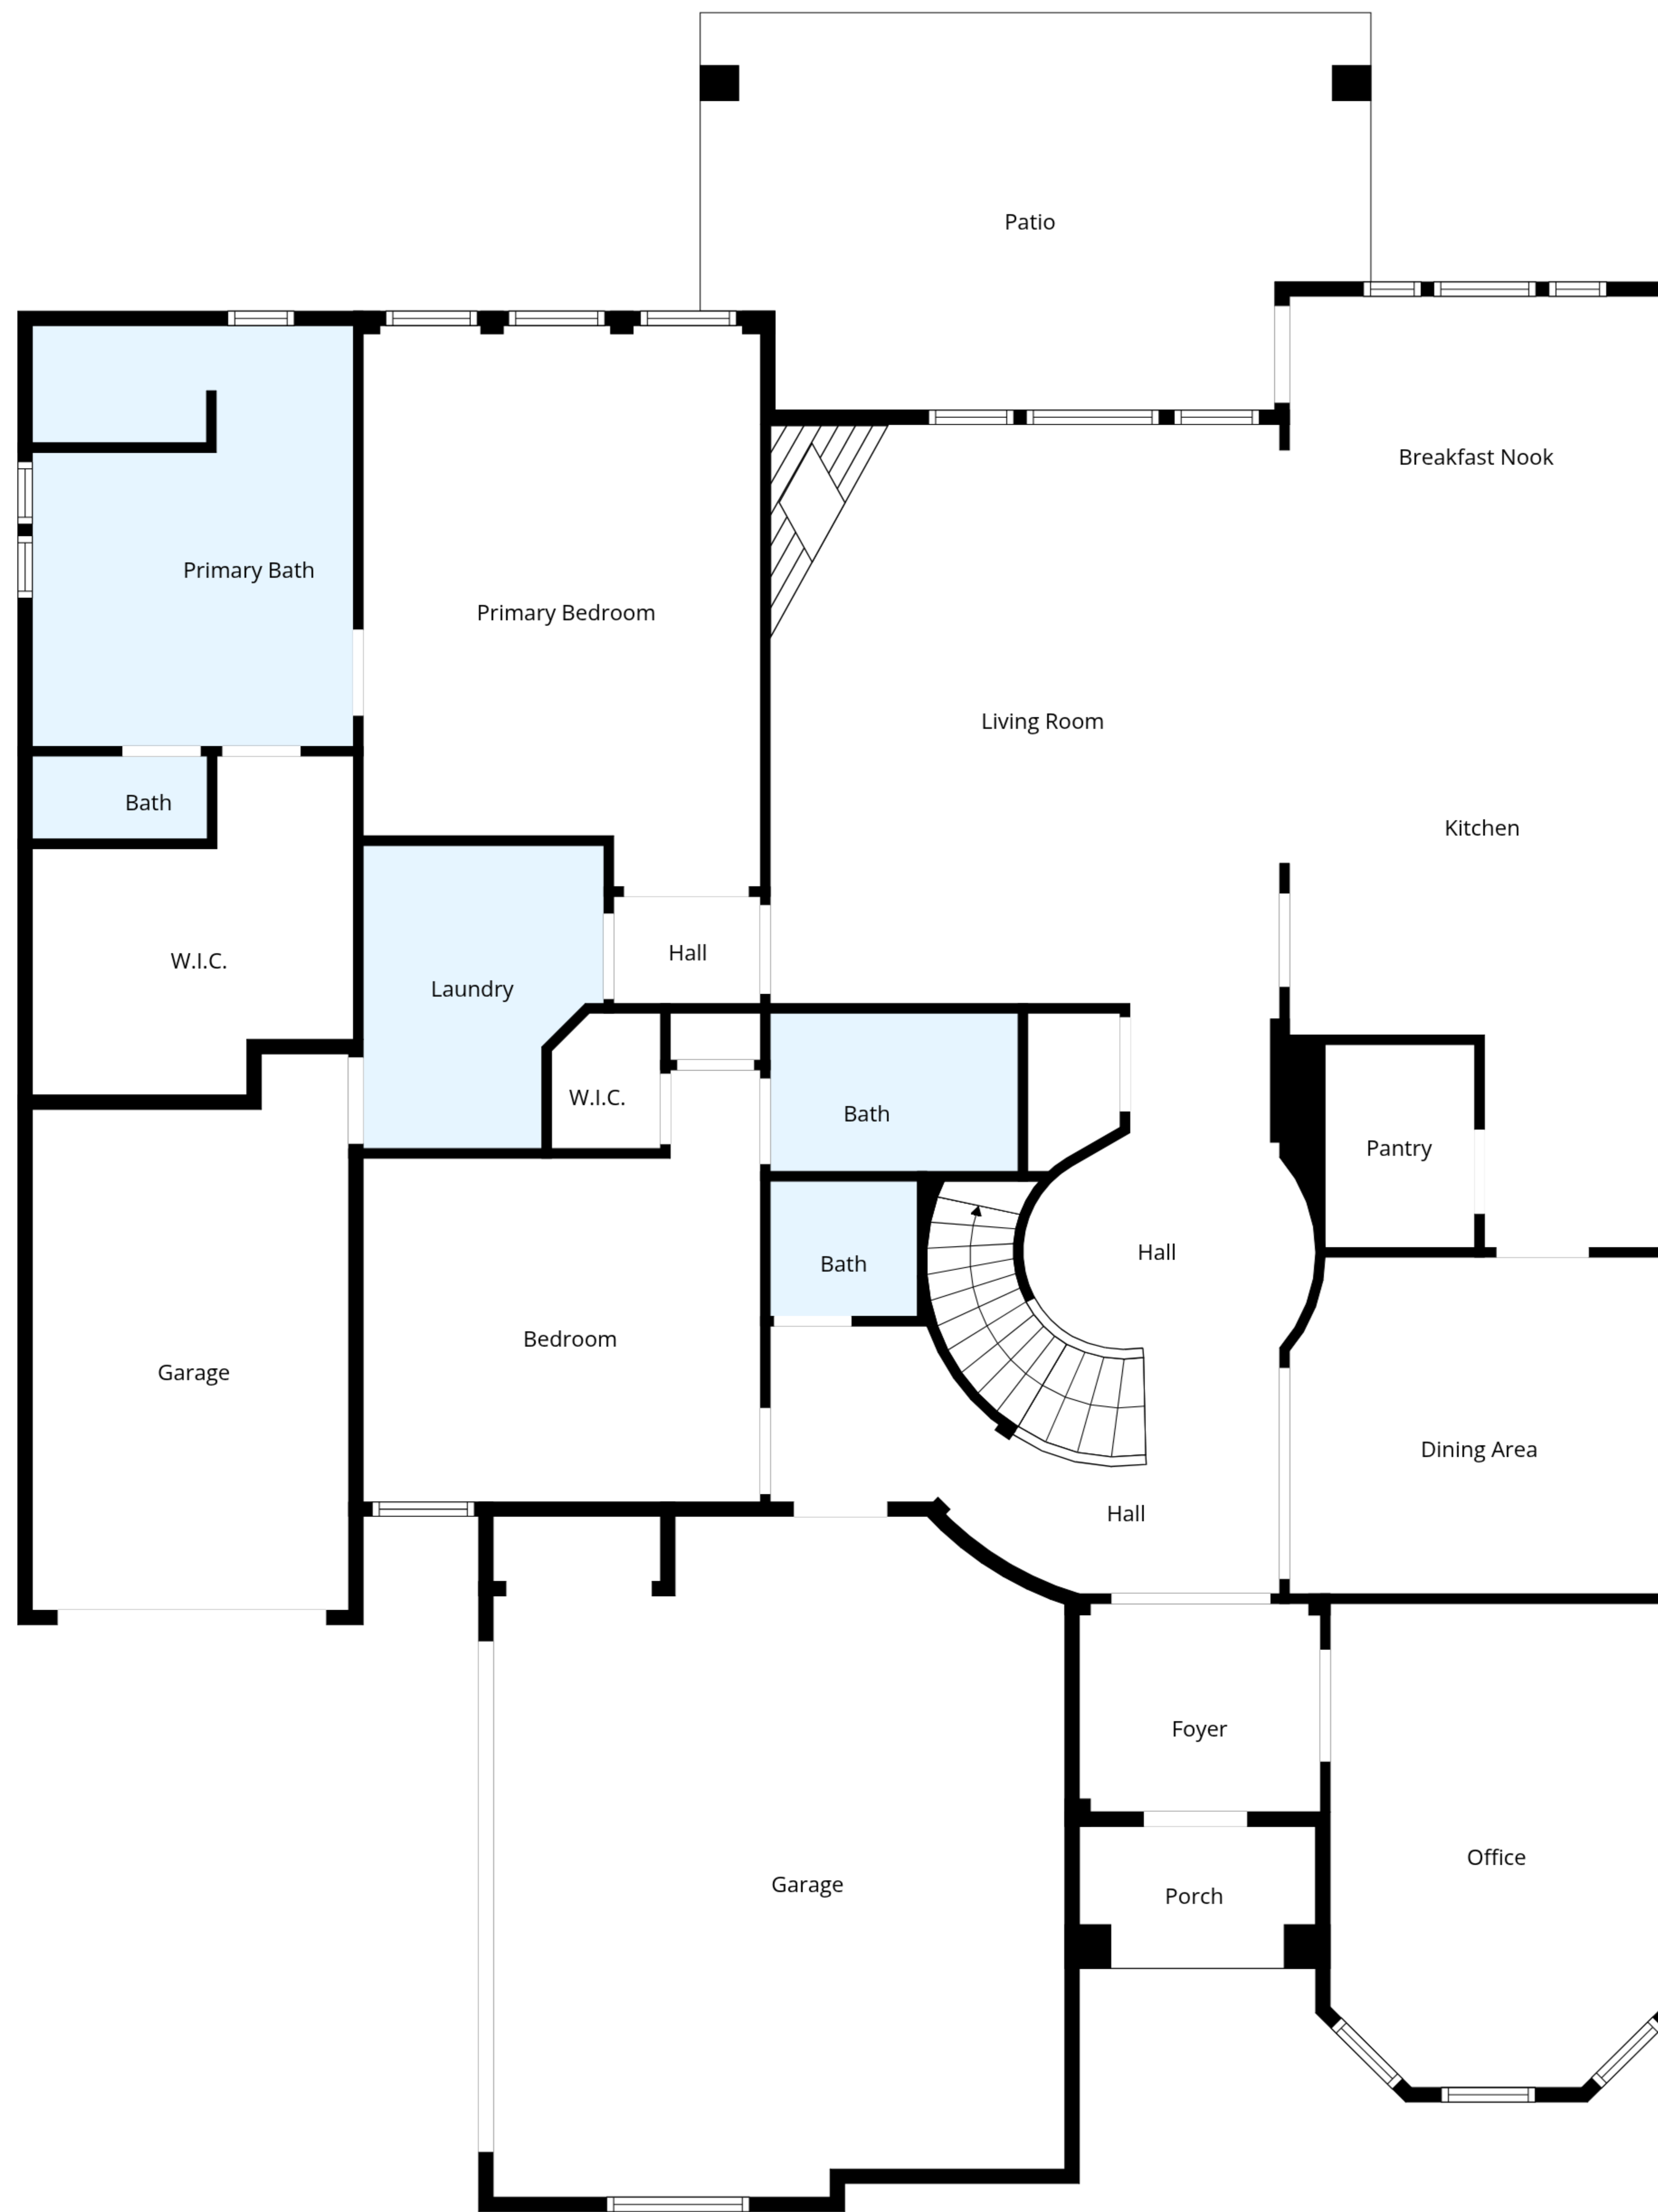 Patio
Breakfast Nook
Primary Bath
Primary Bedroom
Living Room
Bath
Kitchen
W.I.C.
Hall
Laundry
W.I.C.
Bath
Pantry
Hall
Bath
Bedroom
Garage
Dining Area
Hall
Foyer
Office
Garage
Porch